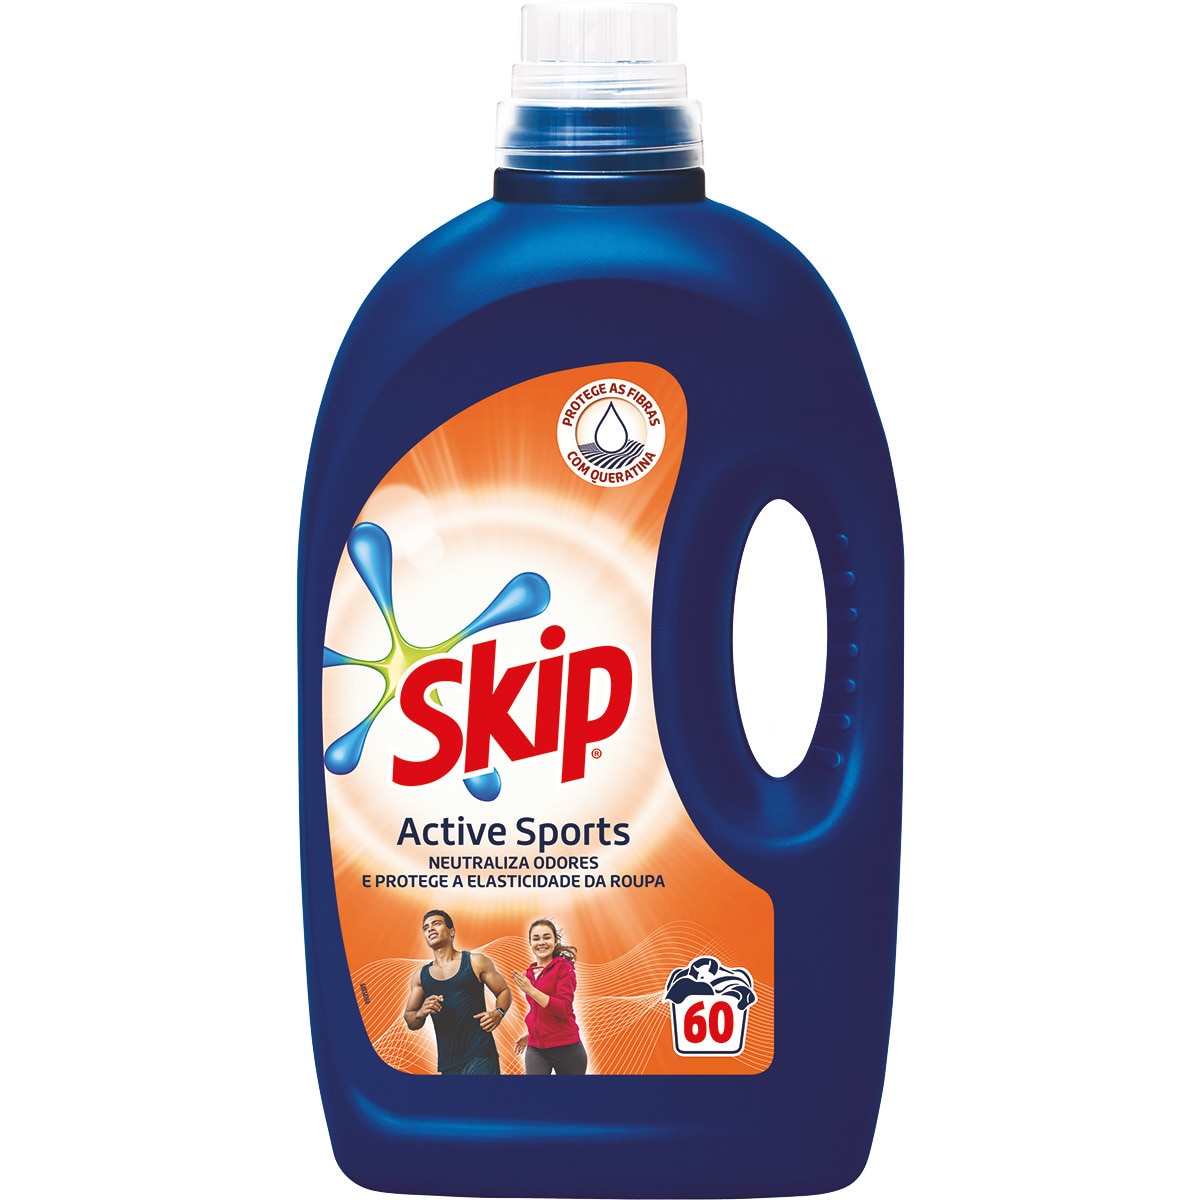 PROTEGE AS FIBRAS
COM QUERATINA
Skip®
Active Sports
NEUTRALIZA ODORES
E PROTEGE A ELASTICIDADE DA ROUPA
60